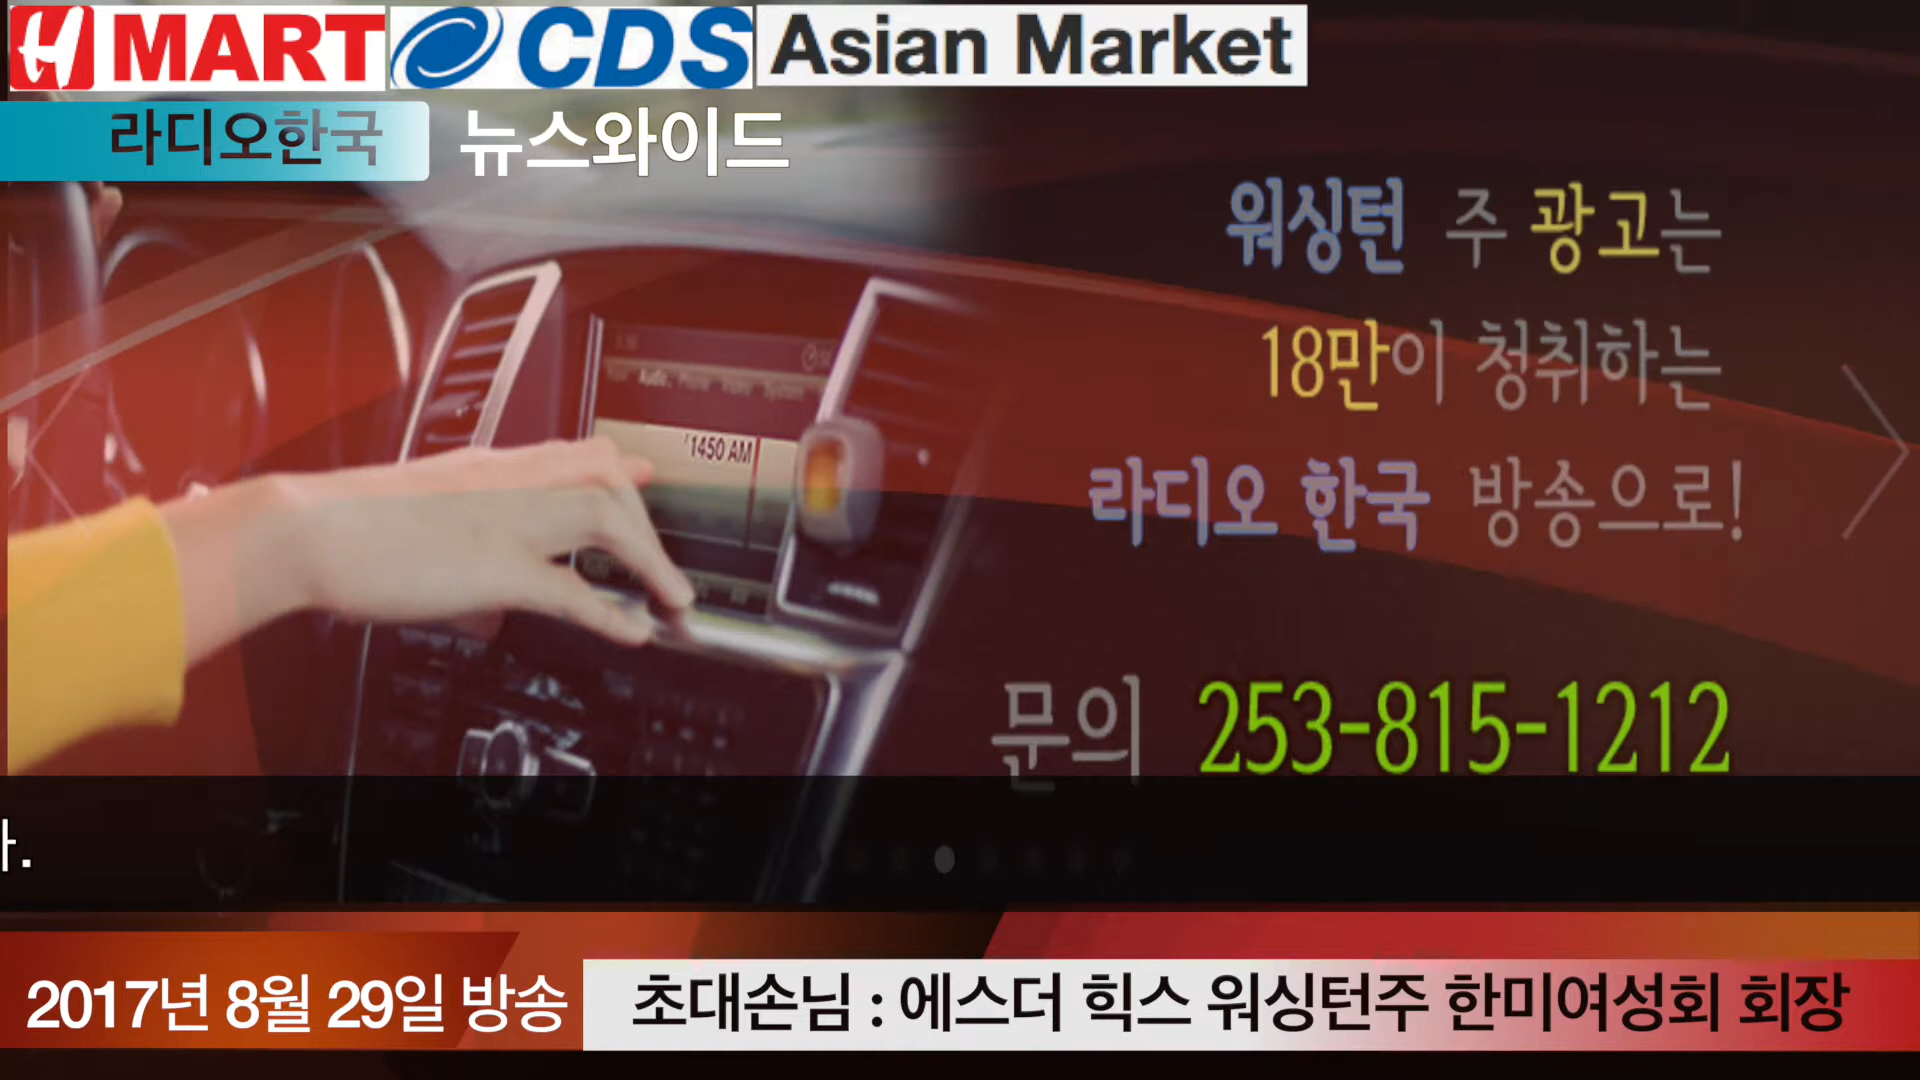 H MART CDS Asian Market
라디오한국 뉴스와이드
워싱턴 주 광고는
18만이 청취하는
라디오 한국 방송으로!
Audio Phone Video System
1450 AM
문의 253-815-1212
2017년 8월 29일 방송
초대손님 : 에스더 힉스 워싱턴주 한미여성회 회장